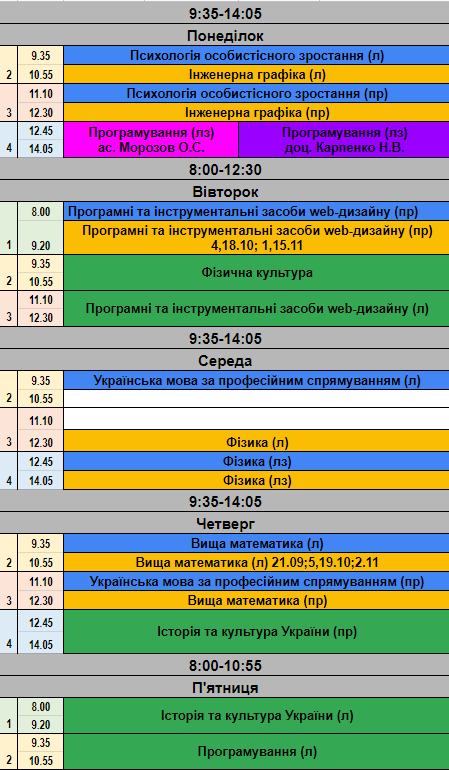 9:35-14:05
Понеділок
9.35 Психологія особистісного зростання (л)
2 10.55 Інженерна графіка (л)
11.10 Психологія особистісного зростання (пр)
3 12.30 Інженерна графіка (пр)
12.45 Програмування (лз) Програмування (лз)
4 14.05 ас. Морозов О.С. доц. Карпенко Н.В.
8:00-12:30
Вівторок
8.00 Програмні та інструментальні засоби web-дизайну (пр)
Програмні та інструментальні засоби web-дизайну (пр)
1 9.20 4,18.10; 1,15.11
9.35
Фізична культура
2 10.55
11.10
Програмні та інструментальні засоби web-дизайну (л)
3 12.30
9:35-14:05
Середа
9.35 Українська мова за професійним спрямуванням (л)
2 10.55
11.10
3 12.30 Фізика (л)
12.45 Фізика (лз)
4 14.05 Фізика (лз)
9:35-14:05
Четверг
9.35 Вища математика (л)
2 10.55 Вища математика (л) 21.09;5,19.10;2.11
11.10 Українська мова за професійним спрямуванням (пр)
3 12.30 Вища математика (пр)
12.45
Історія та культура України (пр)
4 14.05
8:00-10:55
П'ятниця
8.00
Історія та культура України (л)
1 9.20
9.35
Програмування (л)
2 10.55